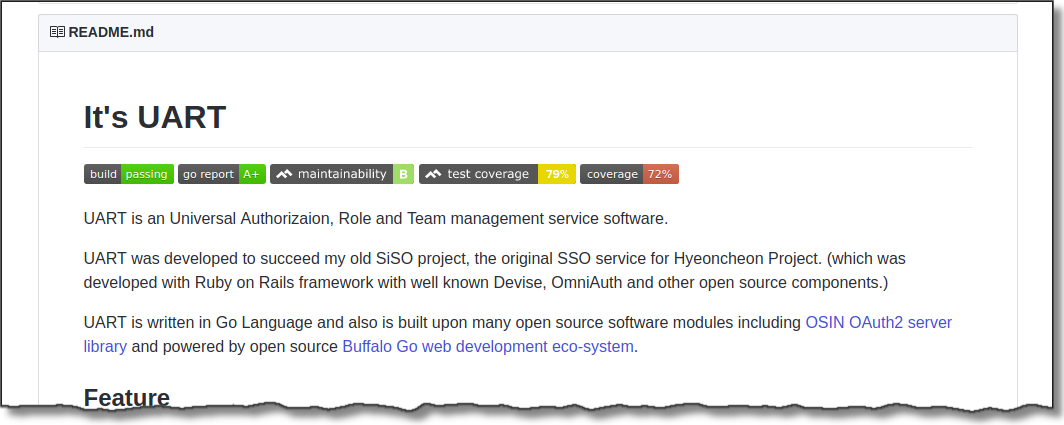 README.md
It's UART
build passing go report A+ maintainability B test coverage 79% coverage 72%
UART is an Universal Authorizaion, Role and Team management service software.
UART was developed to succeed my old SiSO project, the original SSO service for Hyeoncheon Project. (which was
developed with Ruby on Rails framework with well known Devise, OmniAuth and other open source components.)
UART is written in Go Language and also is built upon many open source software modules including OSIN OAuth2 server
library and powered by open source Buffalo Go web development eco-system.
Feature